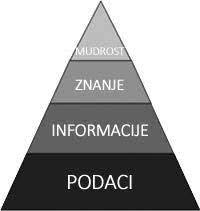 MUDROST
ZNANJE
INFORMACIJE
PODACI